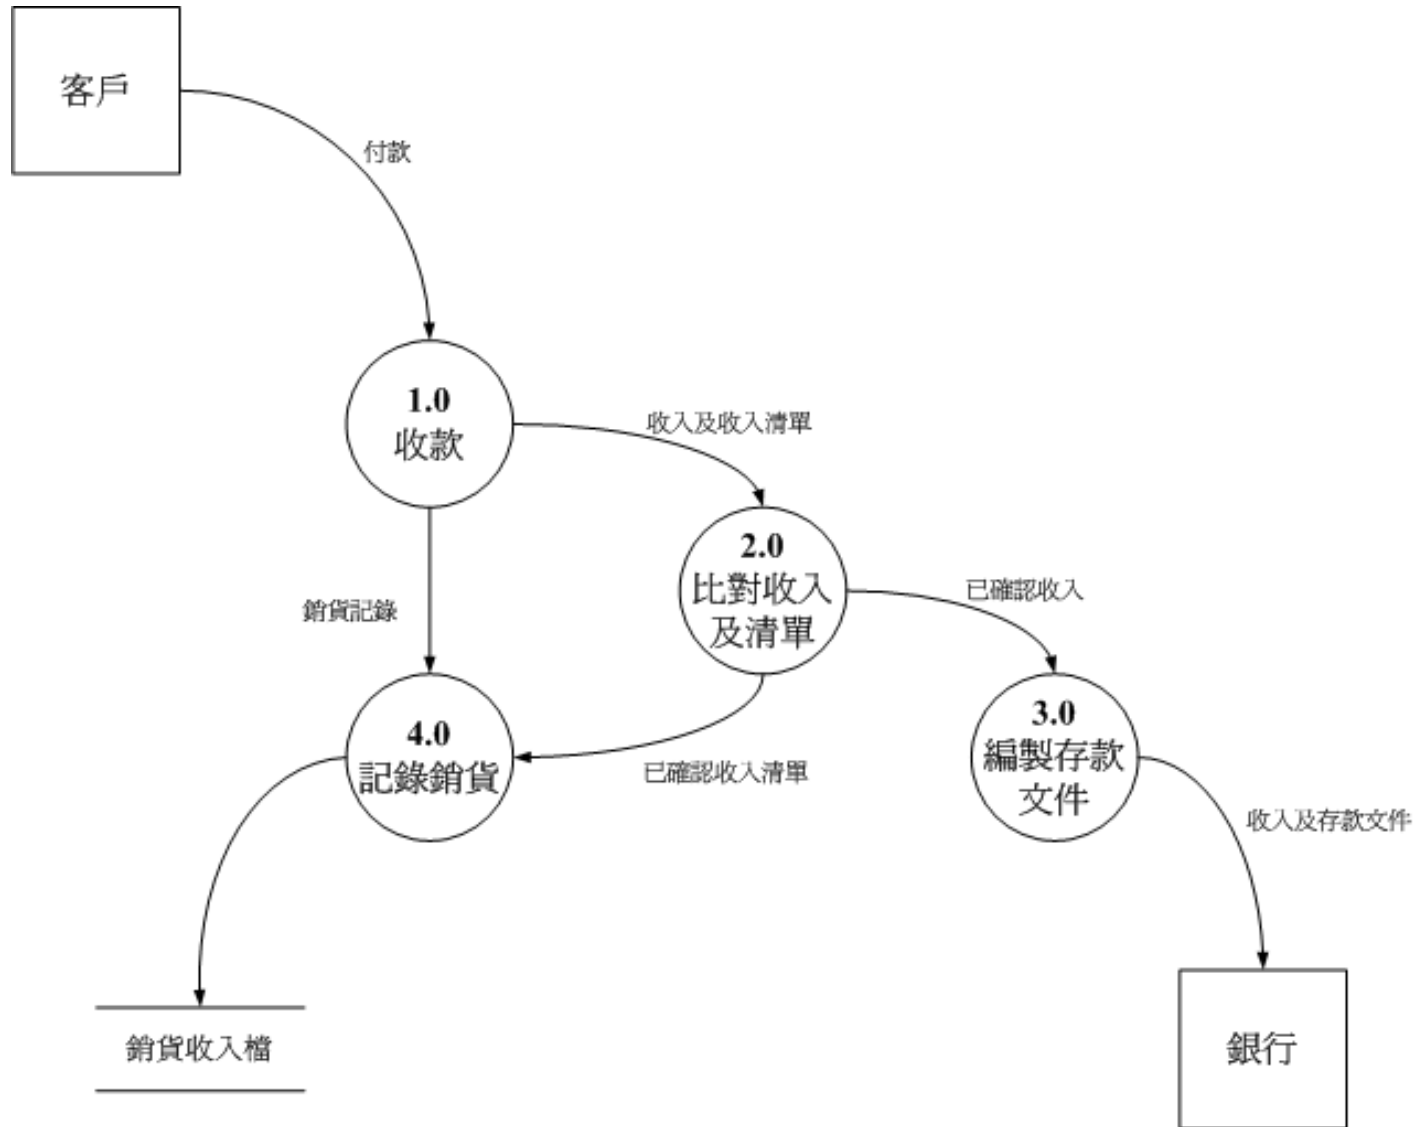 客戶
付款
1.0
收款
收入及收入清單
2.0
比對收入
及清單
已確認收入
銷貨記錄
4.0
記錄銷貨
已確認收入清單
3.0
編製存款
文件
收入及存款文件
銷貨收入檔
銀行